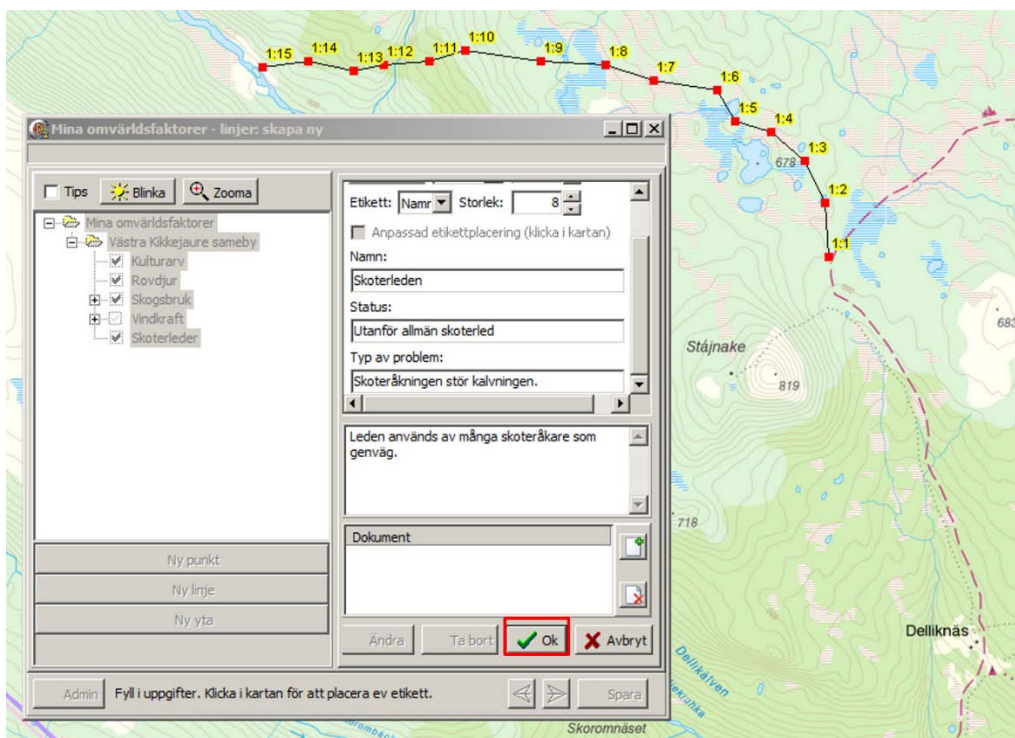 1:15 1:14 1:13 1:12 1:11 1:10 1:9 1:8 1:7 1:6
1:5 1:4
1:3
1:2
1:1
678
683
Stájnake
819
718
Delliknäs
Dellikälven
Skoromnäset
Mina omvärldsfaktorer - linjer: skapa ny
Tips Blinka Zooma
Mina omvärldsfaktorer
Västra Kikkejaure sameby
Kulturarv
Rovdjur
Skogsbruk
Vindkraft
Skoterleder
Ny punkt
Ny linje
Ny yta
Etikett: Namr Storlek: 8
Anpassad etikettplacering (klicka i kartan)
Namn:
Skoterleden
Status:
Utanför allmän skoterled
Typ av problem:
Skoteråkningen stör kalvningen.
Leden används av många skoteråkare som
genväg.
Dokument
Ändra Ta bort Ok Avbryt
Admin Fyll i uppgifter. Klicka i kartan för att placera ev etikett. Spara